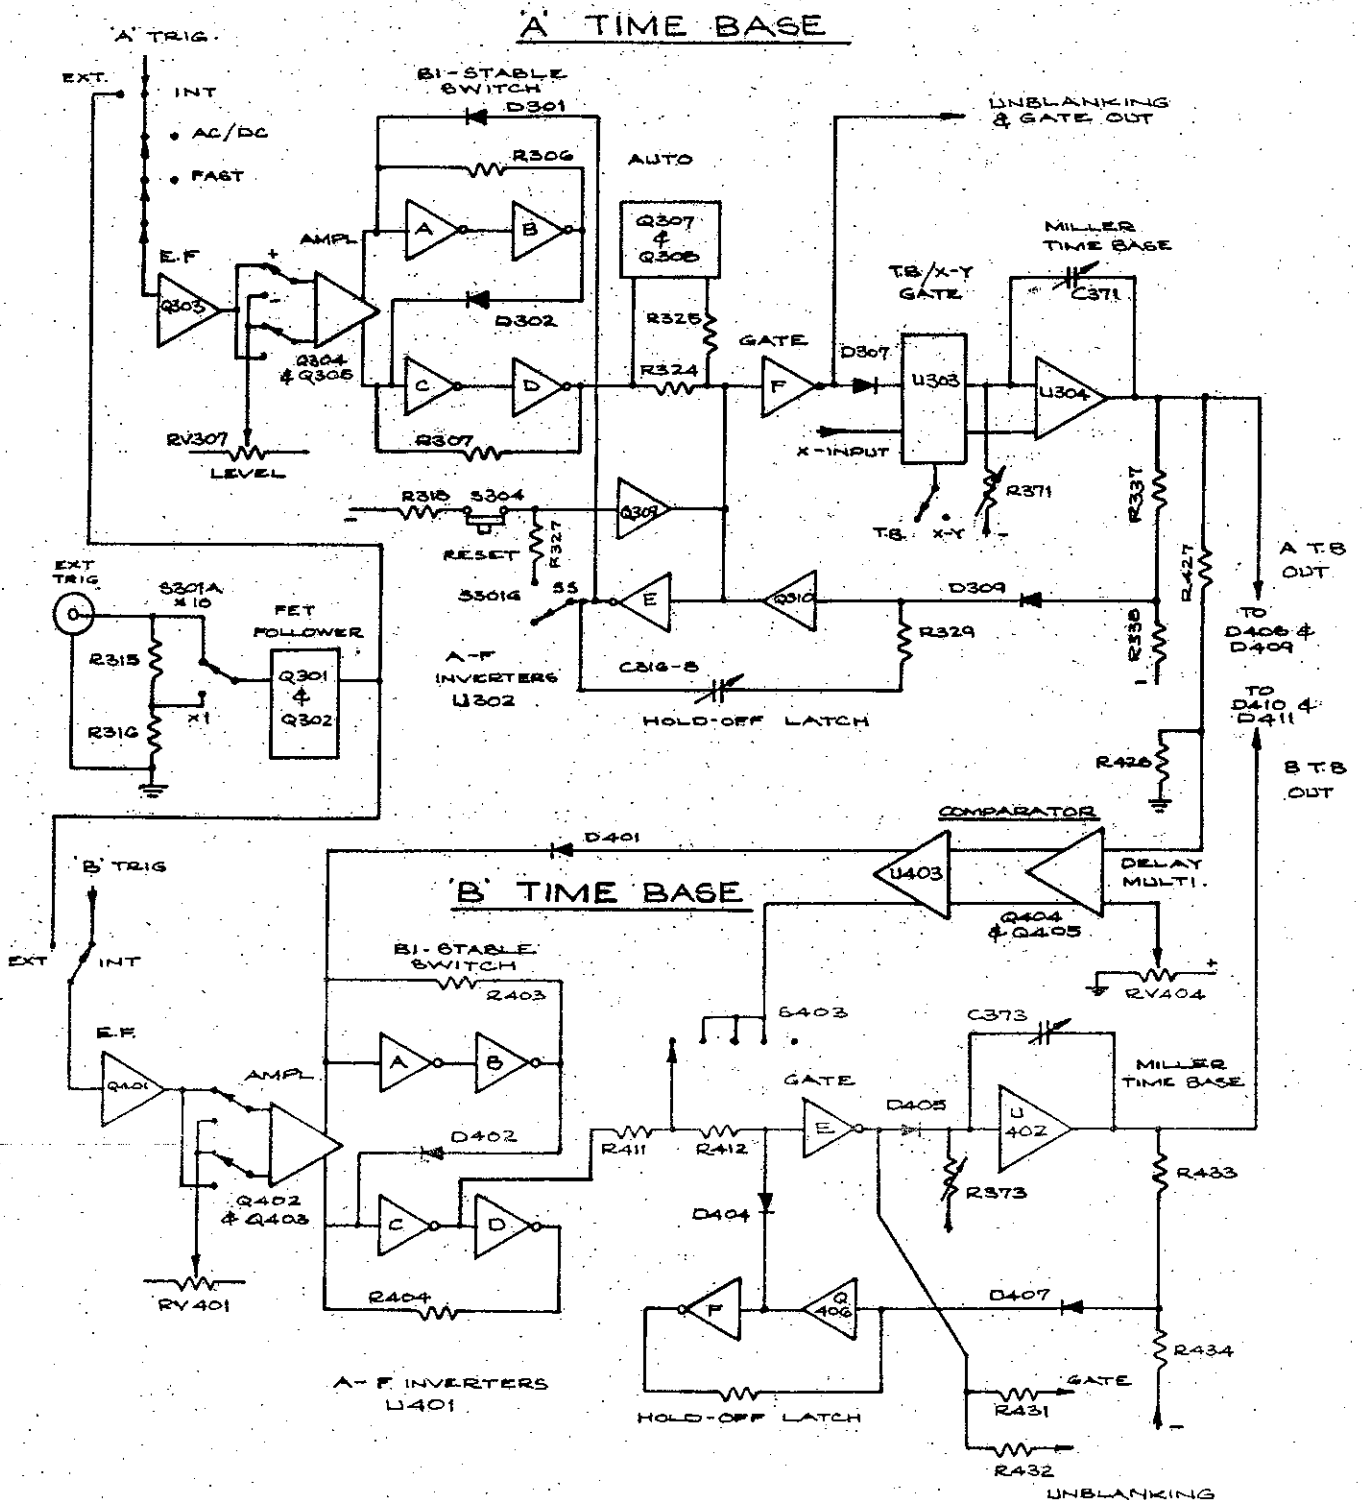 'A' TIME BASE
'A' TRIG.
EXT.
INT
AC/DC
FAST
BI-STABLE
SWITCH
D301
R306
A
B
AUTO
Q307
&
Q308
UNBLANKING
& GATE OUT
E.F
Q303
+
-
AMPL
Q304
& Q305
D302
C
D
R307
R325
R324
GATE
F
D307
T.B/X-Y
GATE
U303
X-INPUT
T.B.
X-Y
MILLER
TIME BASE
C371
U304
R371
-
R337
R427
RV307
LEVEL
-
R318
S304
RESET
R327
Q309
S301G
SS
E
Q310
D309
R329
R338
-
A-F
INVERTERS
U302
C316-8
HOLD-OFF LATCH
A T.B
OUT
TO
D408 &
D409
TO
D410 &
D411
B T.B
OUT
EXT
TRIG
S301A
x 10
R315
R316
x1
FET
FOLLOWER
Q301
&
Q302
R428
COMPARATOR
U403
Q404
& Q405
DELAY
MULTI.
+
RV404
D401
'B' TIME BASE
'B' TRIG
EXT
INT
BI-STABLE
SWITCH
R403
A
B
E.F.
Q401
AMPL
Q402
& Q403
RV401
D402
C
D
R404
A-F INVERTERS
U401
S403
R411
R412
GATE
E
D405
C373
U
402
MILLER
TIME BASE
R373
R433
D404
F
Q
406
D407
R434
-
HOLD-OFF LATCH
GATE
R431
R432
UNBLANKING